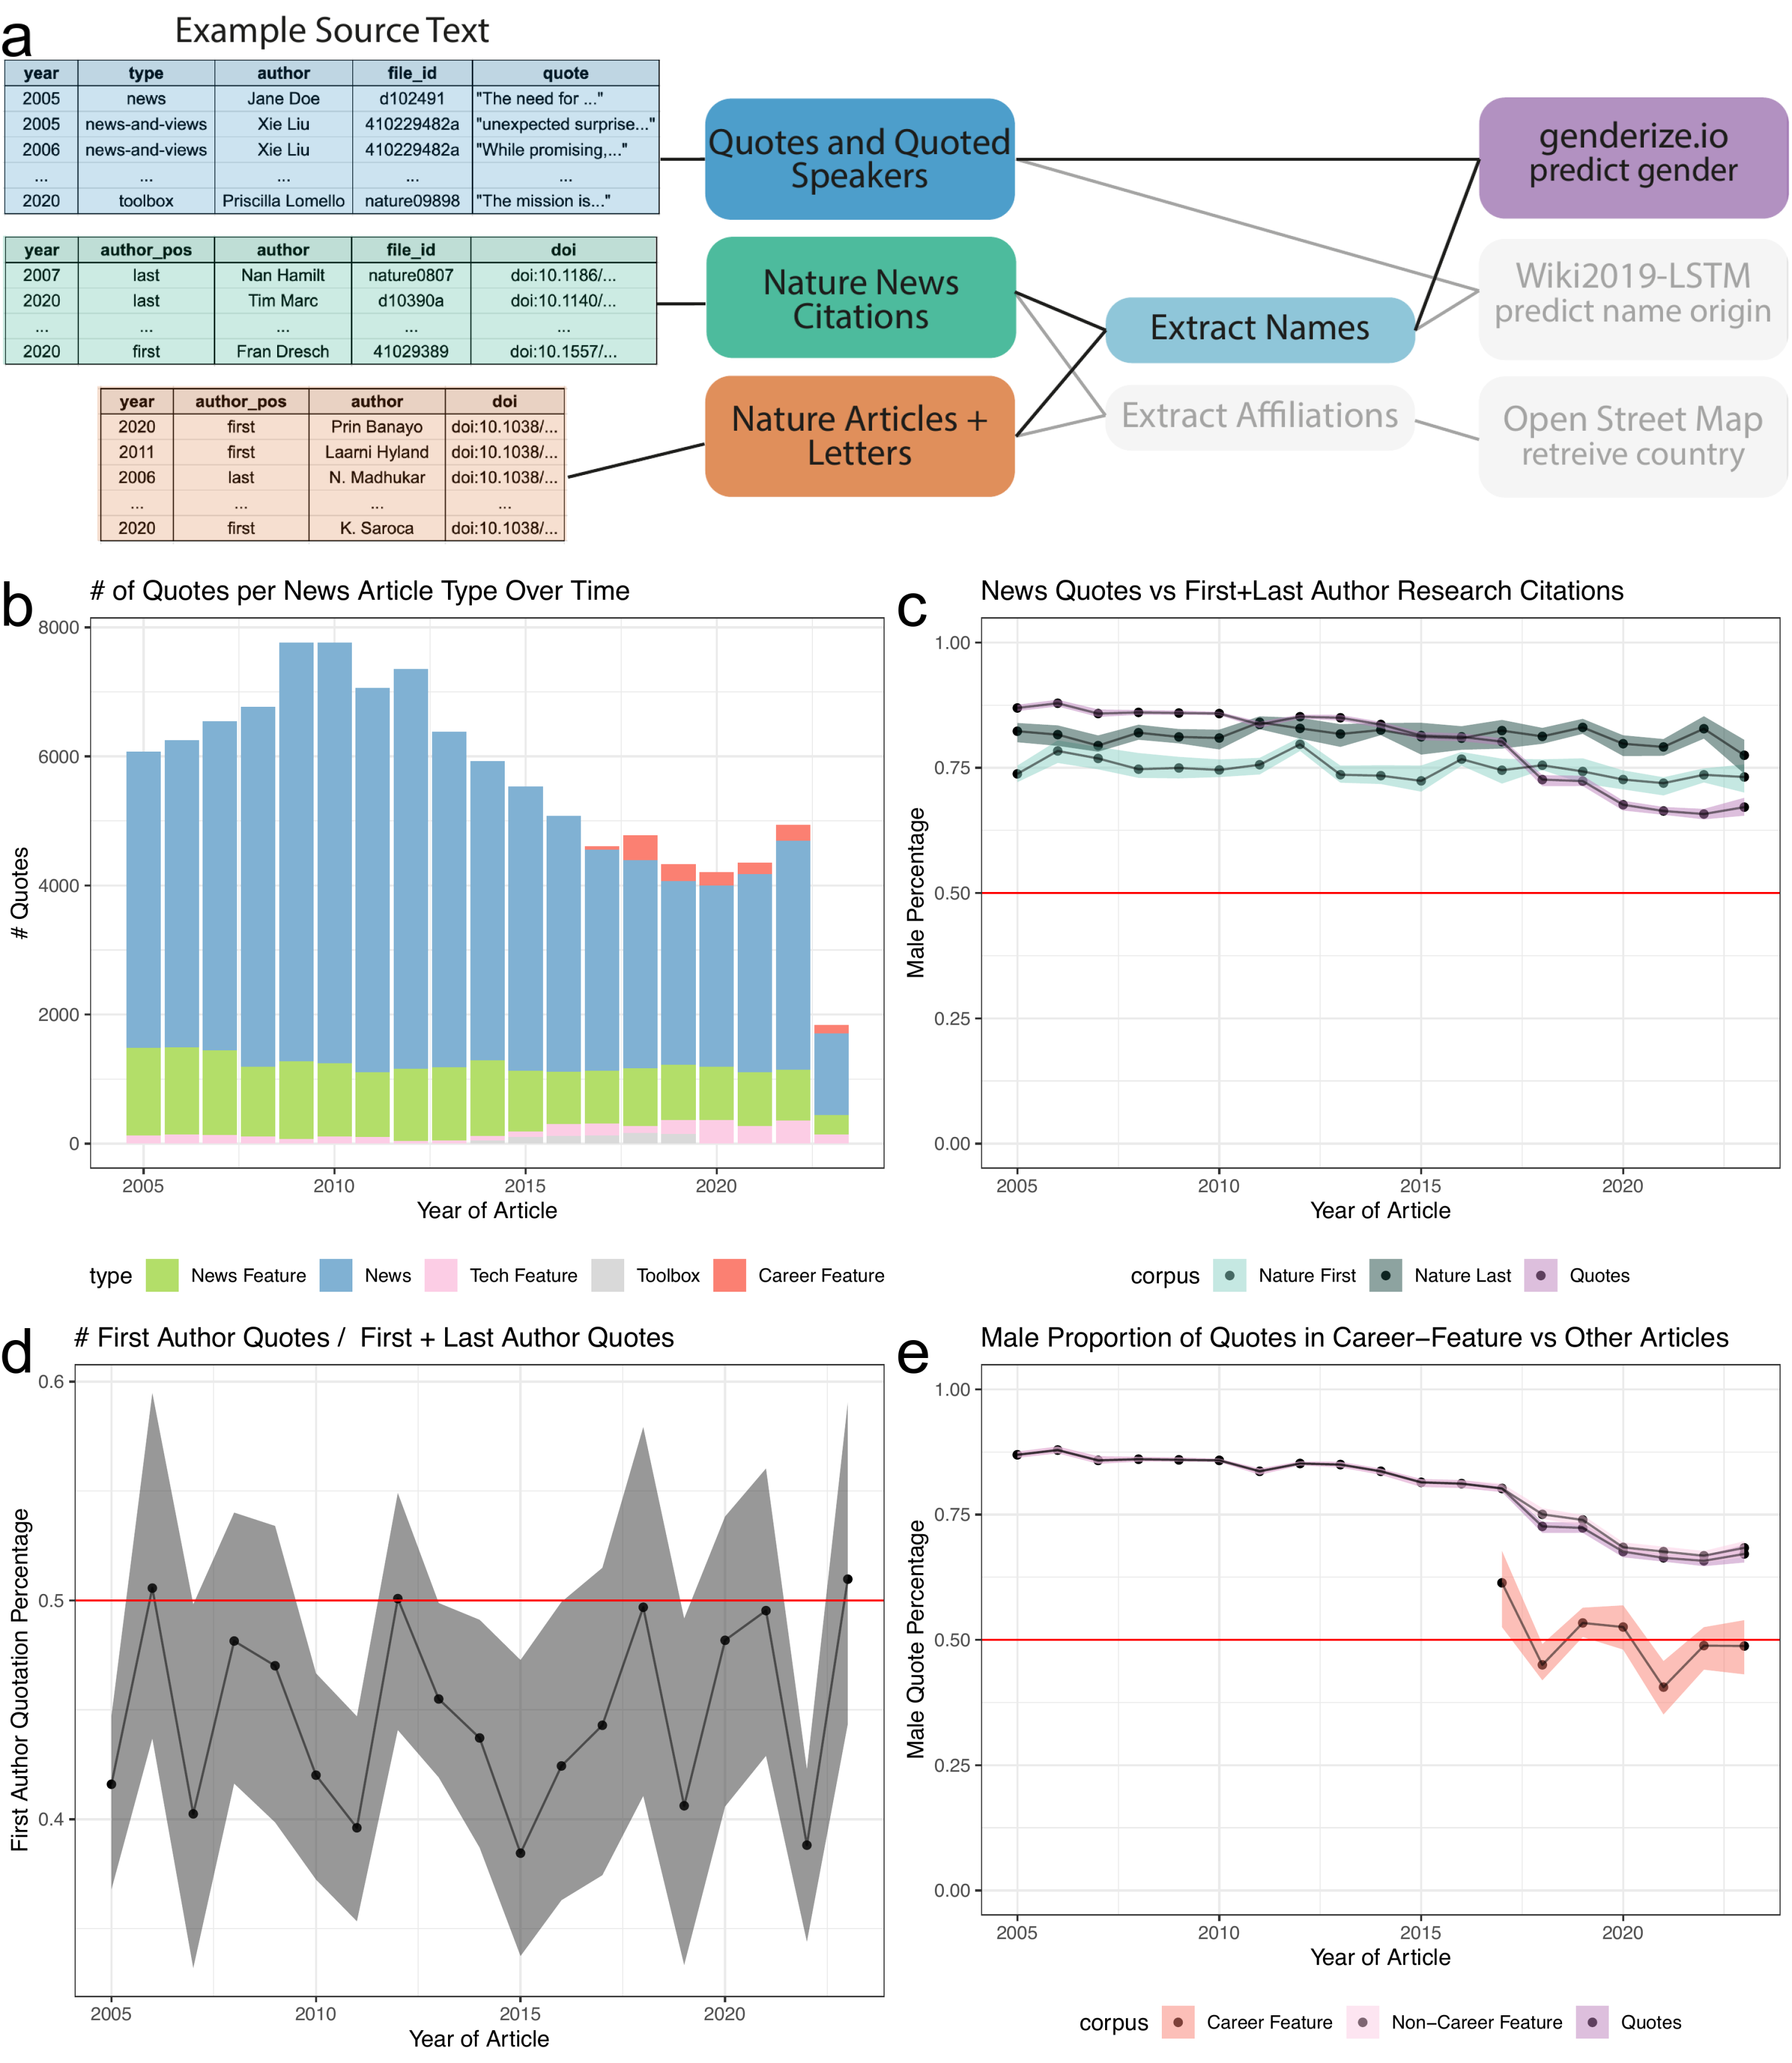 a
Example Source Text
year type author file_id quote
2005 news Jane Doe d102491 "The need for ..."
2005 news-and-views Xie Liu 410229482a "unexpected surprise..."
2006 news-and-views Xie Liu 410229482a "While promising,..."
... ... ... ... ...
2020 toolbox Priscilla Lomello nature09898 "The mission is..."
year author_pos author file_id doi
2007 last Nan Hamilt nature0807 doi:10.1186/...
2020 last Tim Marc d10390a doi:10.1140/...
... ... ... ... ...
2020 first Fran Dresch 41029389 doi:10.1557/...
year author_pos author doi
2020 first Prin Banayo doi:10.1038/...
2011 first Laarni Hyland doi:10.1038/...
2006 last N. Madhukar doi:10.1038/...
... ... ... ...
2020 first K. Saroca doi:10.1038/...
Quotes and Quoted
Speakers
Nature News
Citations
Nature Articles +
Letters
Extract Names
Extract Affiliations
genderize.io
predict gender
Wiki2019-LSTM
predict name origin
Open Street Map
retreive country
b
# of Quotes per News Article Type Over Time
# Quotes
8000
6000
4000
2000
0
2005 2010 2015 2020
Year of Article
type News Feature News Tech Feature Toolbox Career Feature
c
News Quotes vs First+Last Author Research Citations
Male Percentage
1.00
0.75
0.50
0.25
0.00
2005 2010 2015 2020
Year of Article
corpus Nature First Nature Last Quotes
d
# First Author Quotes / First + Last Author Quotes
First Author Quotation Percentage
0.6
0.5
0.4
2005 2010 2015 2020
Year of Article
e
Male Proportion of Quotes in Career−Feature vs Other Articles
Male Quote Percentage
1.00
0.75
0.50
0.25
0.00
2005 2010 2015 2020
Year of Article
corpus Career Feature Non−Career Feature Quotes